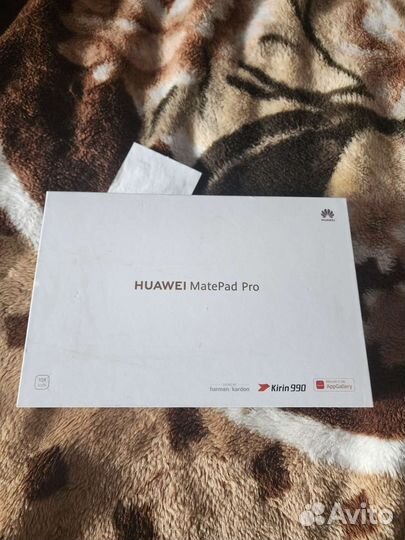 HUAWEI
HUAWEI MatePad Pro
harman/kardon
Kirin 990
AppGallery
Avito